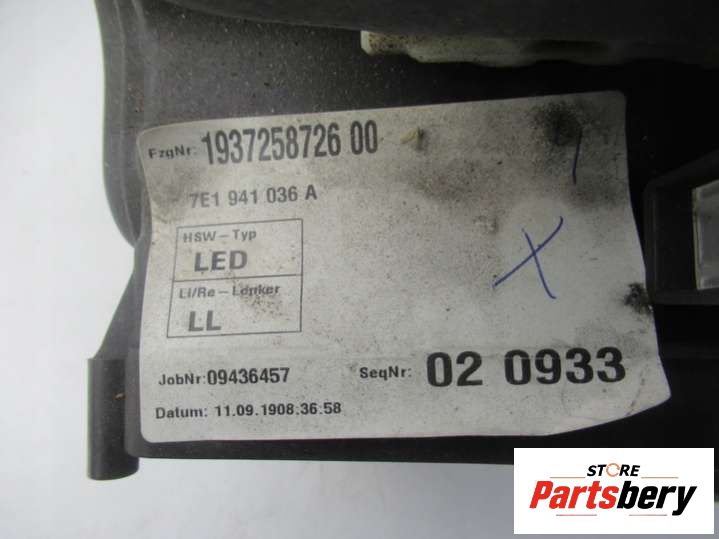 FzgNr: 1937258726 00
7E1 941 036 A
HSW-Typ
LED
Li/Re-Lenker
LL
JobNr:09436457 SeqNr: 02 0933
Datum: 11.09.1908:36:58
STORE
Partsbery